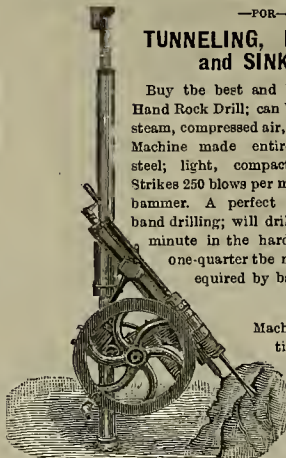 —FOR—
TUNNELING,
and SINK
Buy the best and
Hand Rock Drill; can
steam, compressed air,
Machine made entir
steel; light, compact
Strikes 250 blows per m
hammer. A perfect
hand drilling; will dril
minute in the hard
one-quarter the
equired by
Mach
ti